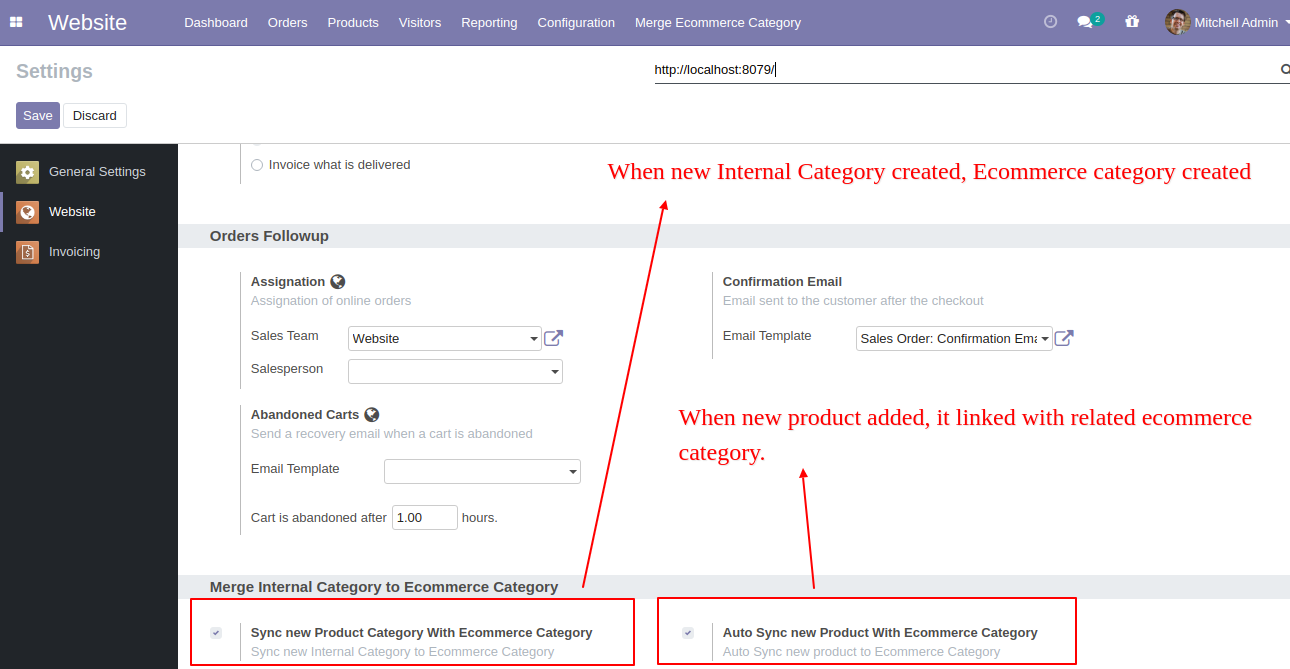 Website Dashboard Orders Products Visitors Reporting Configuration Merge Ecommerce Category 2 Mitchell Admin
Settings http://localhost:8079/
Save Discard
General Settings
Website
Invoicing
Invoice what is delivered
When new Internal Category created, Ecommerce category created
Orders Followup
Assignation
Assignation of online orders
Sales Team Website
Salesperson
Confirmation Email
Email sent to the customer after the checkout
Email Template Sales Order: Confirmation Ema
Abandoned Carts
Send a recovery email when a cart is abandoned
Email Template
Cart is abandoned after 1.00 hours.
When new product added, it linked with related ecommerce
category.
Merge Internal Category to Ecommerce Category
Sync new Product Category With Ecommerce Category
Sync new Internal Category to Ecommerce Category
Auto Sync new Product With Ecommerce Category
Auto Sync new product to Ecommerce Category